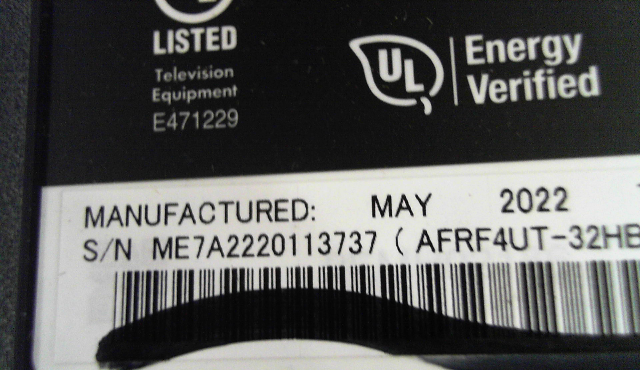 LISTED
Television
Equipment
E471229
UL
Energy
Verified
MANUFACTURED: MAY 2022
S/N ME7A2220113737 ( AFRF4UT-32HB